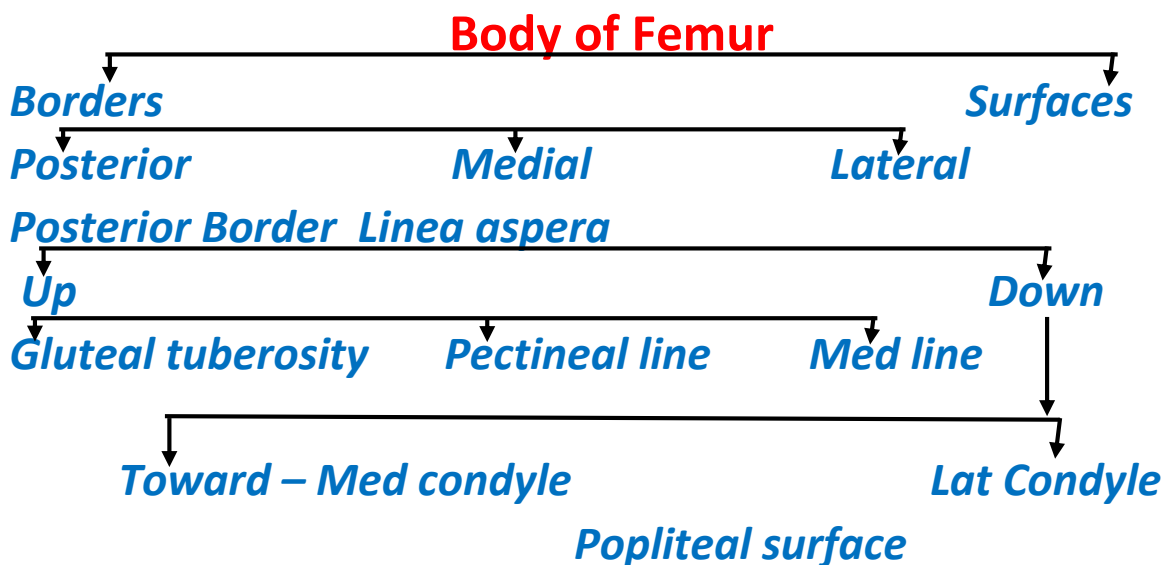 Body of Femur
Borders Surfaces
Posterior Medial Lateral
Posterior Border Linea aspera
Up Down
Gluteal tuberosity Pectineal line Med line
Toward – Med condyle Lat Condyle
Popliteal surface